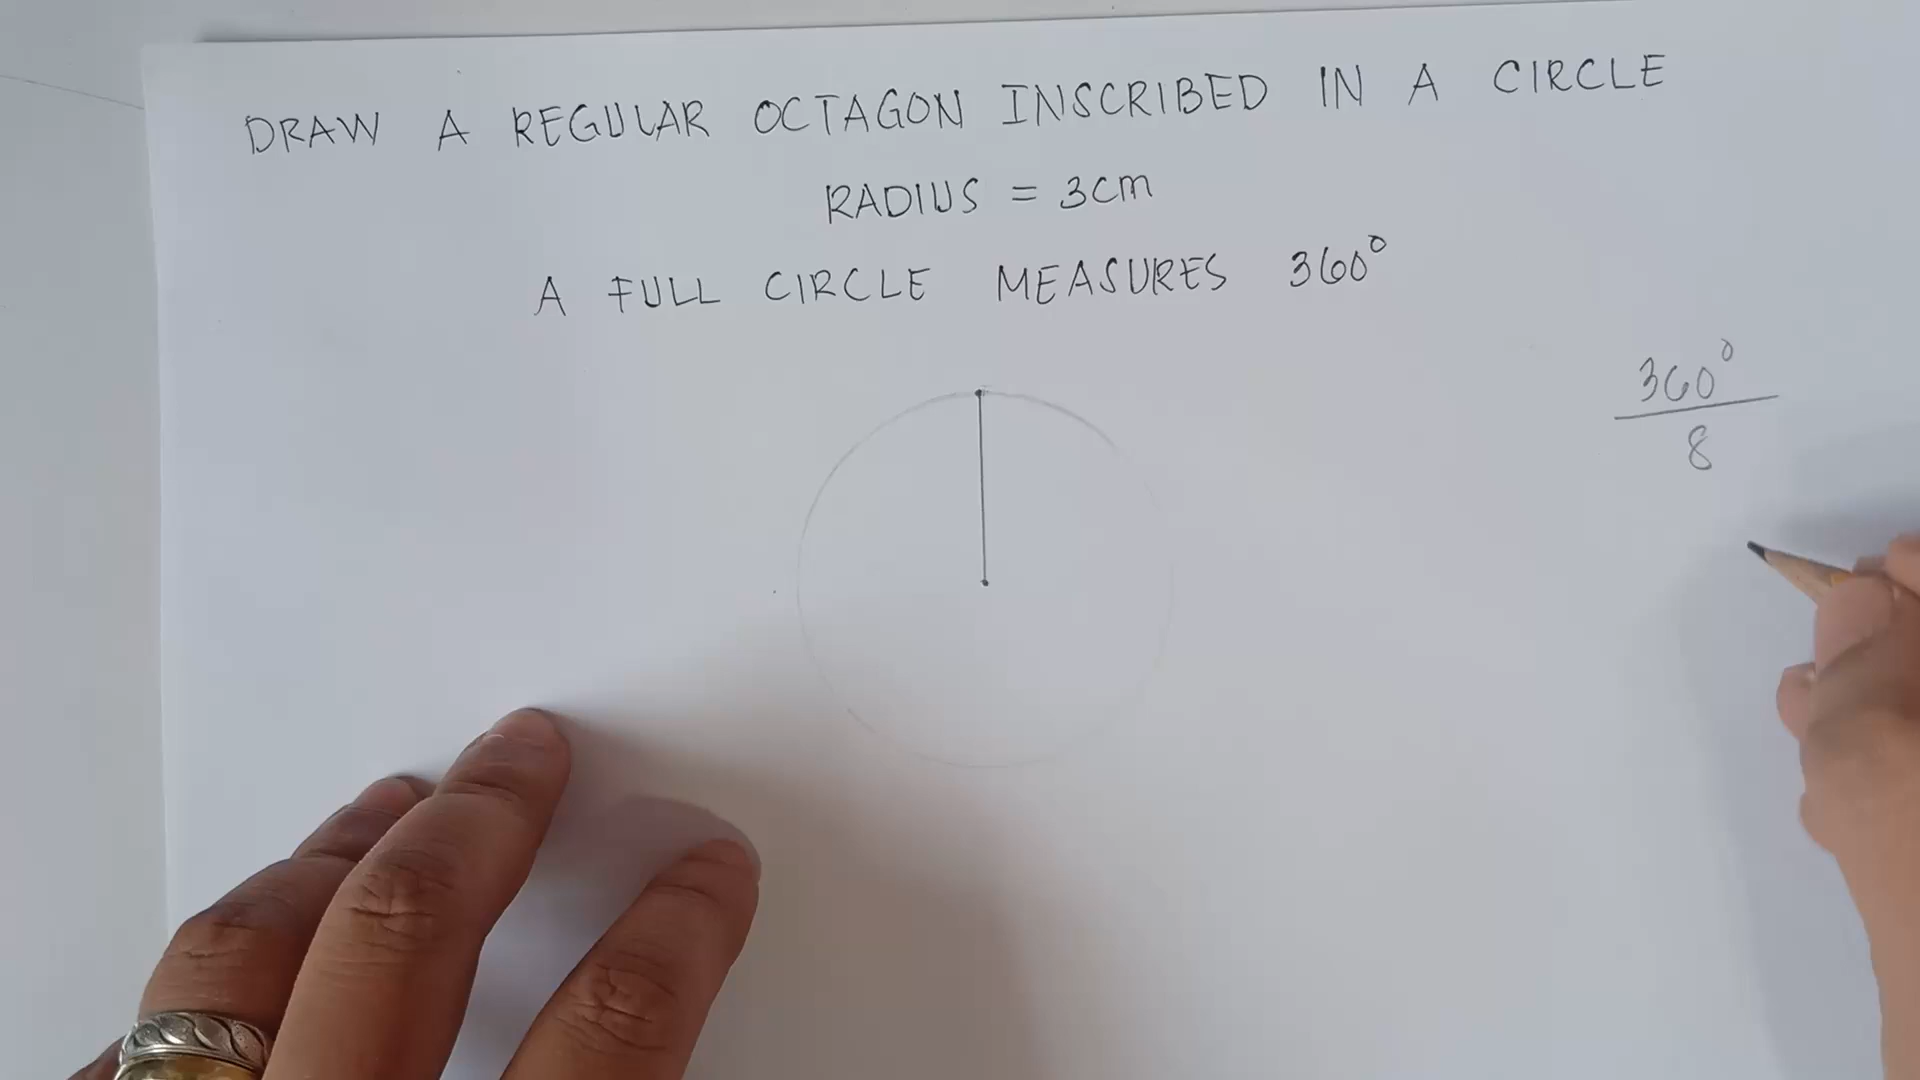 DRAW A REGULAR OCTAGON INSCRIBED IN A CIRCLE
RADIUS = 3cm
A FULL CIRCLE MEASURES 360°
360°
8